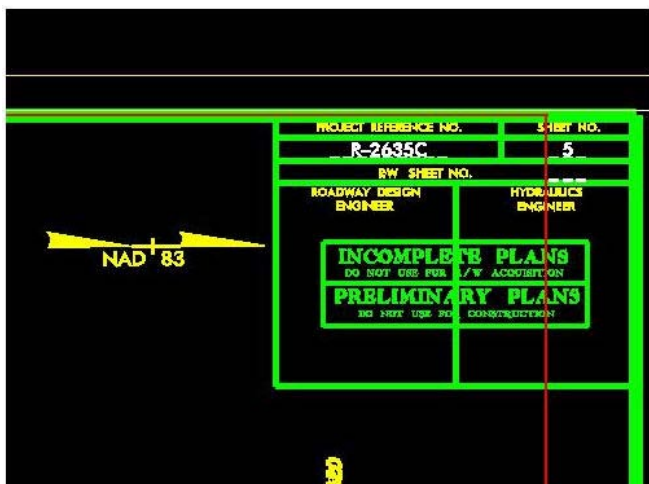 PROJECT REFERENCE NO. SHEET NO.
R-2635C 5
RW SHEET NO.
ROADWAY DESIGN
ENGINEER
HYDRAULICS
ENGINEER
INCOMPLETE PLANS
DO NOT USE FOR R/W ACQUISITION
PRELIMINARY PLANS
DO NOT USE FOR CONSTRUCTION
NAD 83